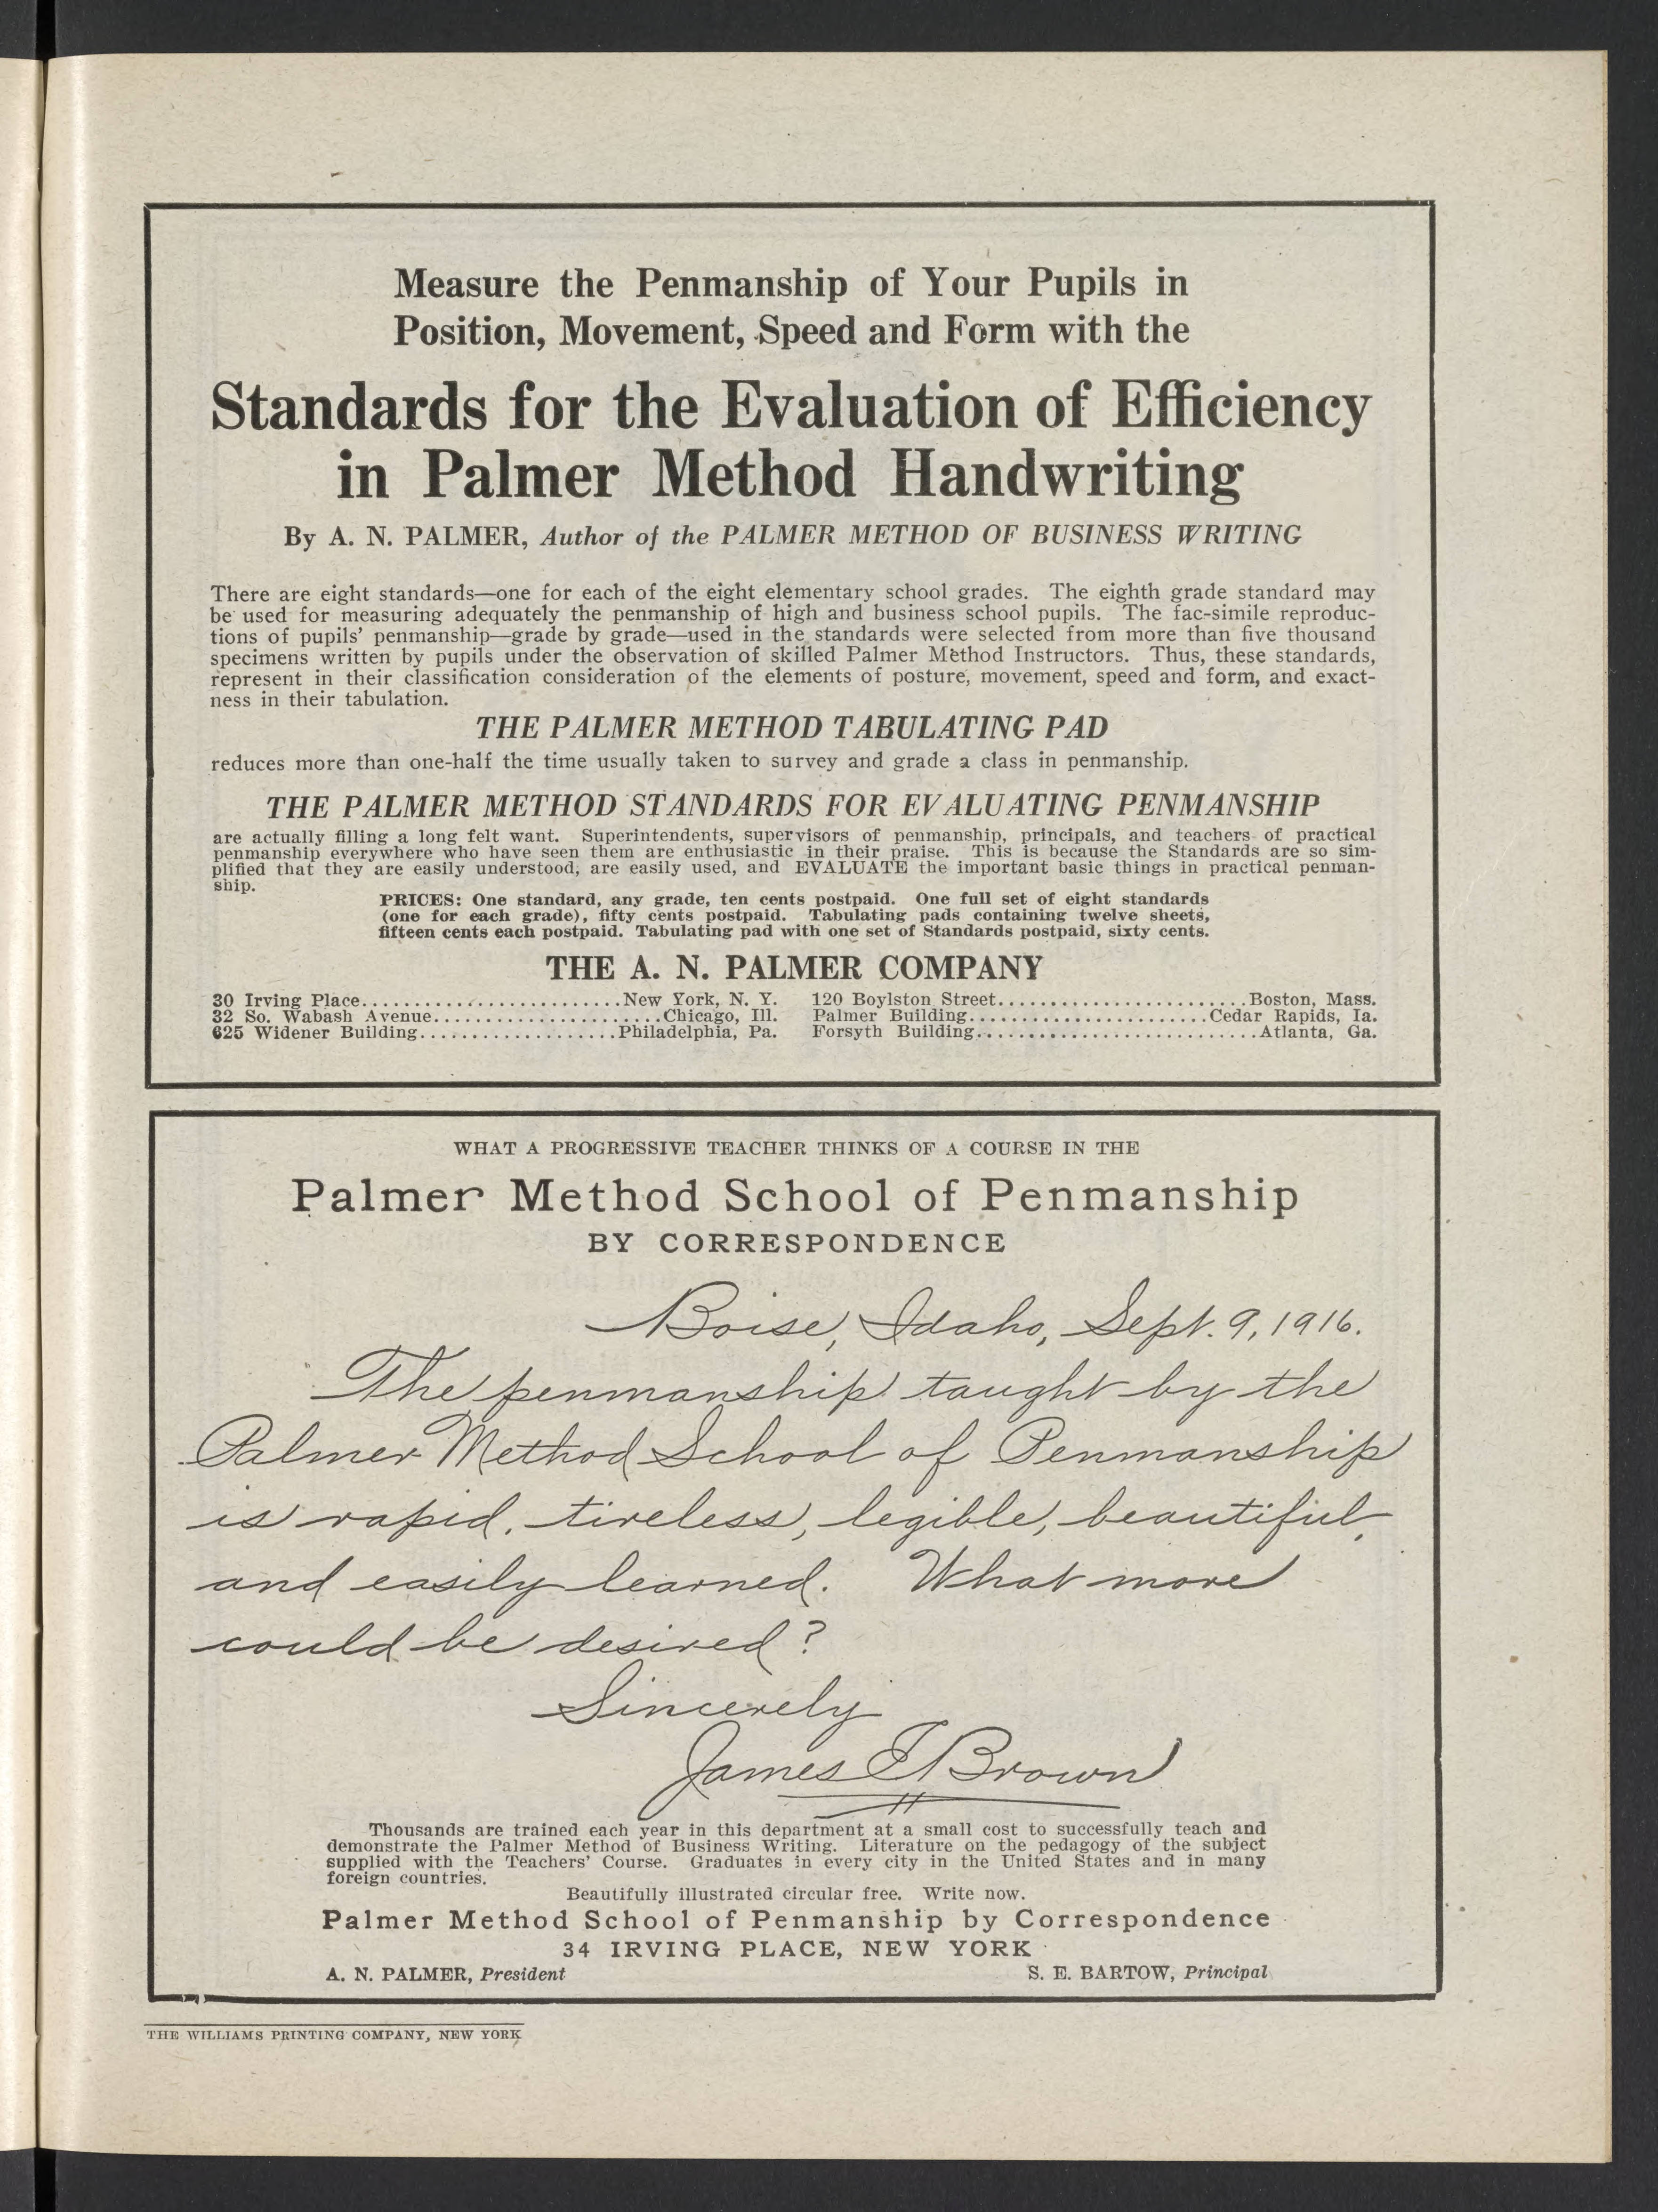 Measure the Penmanship of Your Pupils in
Position, Movement, Speed and Form with the
Standards for the Evaluation of Efficiency
in Palmer Method Handwriting
By A. N. PALMER, Author of the PALMER METHOD OF BUSINESS WRITING
There are eight standards—one for each of the eight elementary school grades. The eighth grade standard may
be used for measuring adequately the penmanship of high and business school pupils. The fac-simile reproduc-
tions of pupils' penmanship—grade by grade—used in the standards were selected from more than five thousand
specimens written by pupils under the observation of skilled Palmer Method Instructors. Thus, these standards,
represent in their classification consideration of the elements of posture, movement, speed and form, and exact-
ness in their tabulation.
THE PALMER METHOD TABULATING PAD
reduces more than one-half the time usually taken to survey and grade a class in penmanship.
THE PALMER METHOD STANDARDS FOR EVALUATING PENMANSHIP
are actually filling a long felt want. Superintendents, supervisors of penmanship, principals, and teachers of practical
penmanship everywhere who have seen them are enthusiastic in their praise. This is because the Standards are so sim-
plified that they are easily understood, are easily used, and EVALUATE the important basic things in practical penman-
ship.
PRICES: One standard, any grade, ten cents postpaid. One full set of eight standards
(one for each grade), fifty cents postpaid. Tabulating pads containing twelve sheets,
fifteen cents each postpaid. Tabulating pad with one set of Standards postpaid, sixty cents.
THE A. N. PALMER COMPANY
30 Irving Place.........................New York, N. Y. 120 Boylston Street........................Boston, Mass.
32 So. Wabash Avenue......................Chicago, Ill. Palmer Building.......................Cedar Rapids, Ia.
625 Widener Building...................Philadelphia, Pa. Forsyth Building...........................Atlanta, Ga.
WHAT A PROGRESSIVE TEACHER THINKS OF A COURSE IN THE
Palmer Method School of Penmanship
BY CORRESPONDENCE
Boise, Idaho, Sept. 9, 1916.
The penmanship taught by the
Palmer Method School of Penmanship
is rapid, tireless, legible, beautiful,
and easily learned. What more
could be desired?
Sincerely
James E Brown
Thousands are trained each year in this department at a small cost to successfully teach and
demonstrate the Palmer Method of Business Writing. Literature on the pedagogy of the subject
supplied with the Teachers' Course. Graduates in every city in the United States and in many
foreign countries.
Beautifully illustrated circular free. Write now.
Palmer Method School of Penmanship by Correspondence
34 IRVING PLACE, NEW YORK
A. N. PALMER, President S. E. BARTOW, Principal
THE WILLIAMS PRINTING COMPANY, NEW YORK